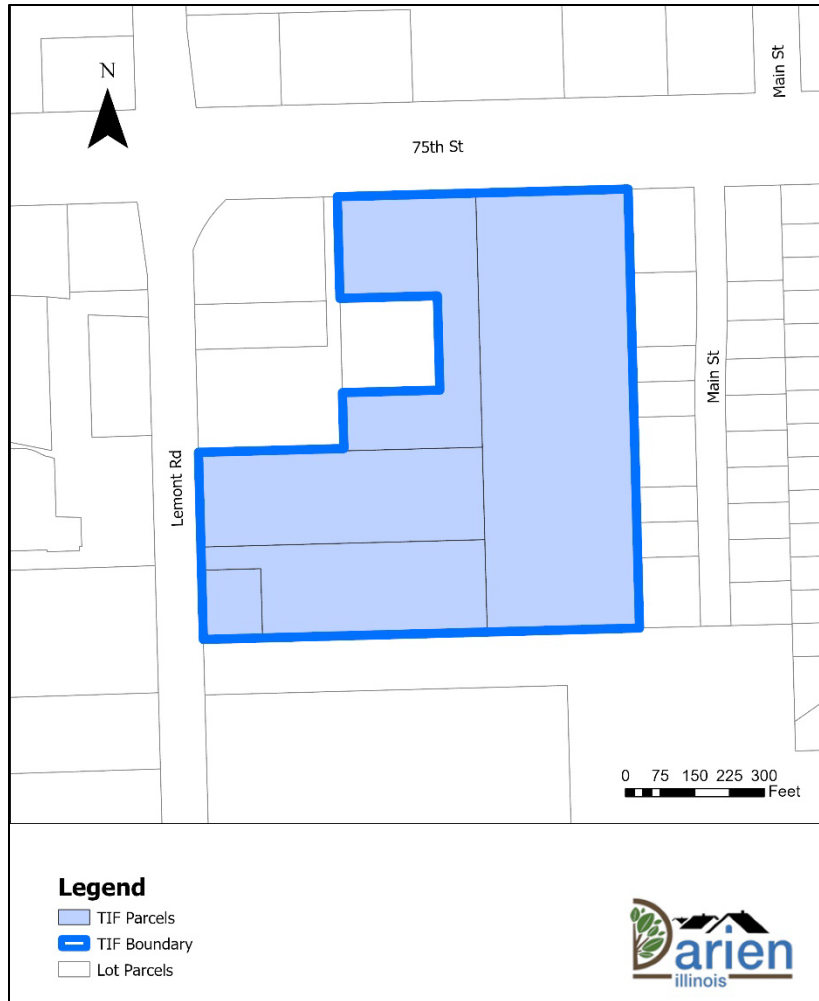 N
Main St
75th St
Main St
Lemont Rd
0 75 150 225 300
Feet
Legend
TIF Parcels
TIF Boundary
Lot Parcels
Darien
illinois